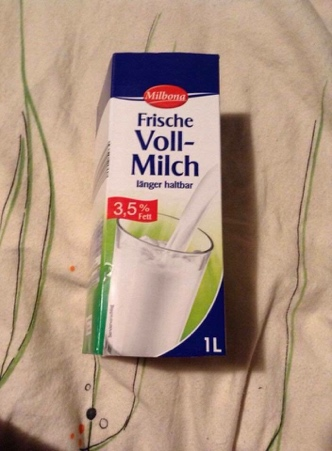 Milbona
Frische
Voll-
Milch
länger haltbar
3,5%
Fett
1L